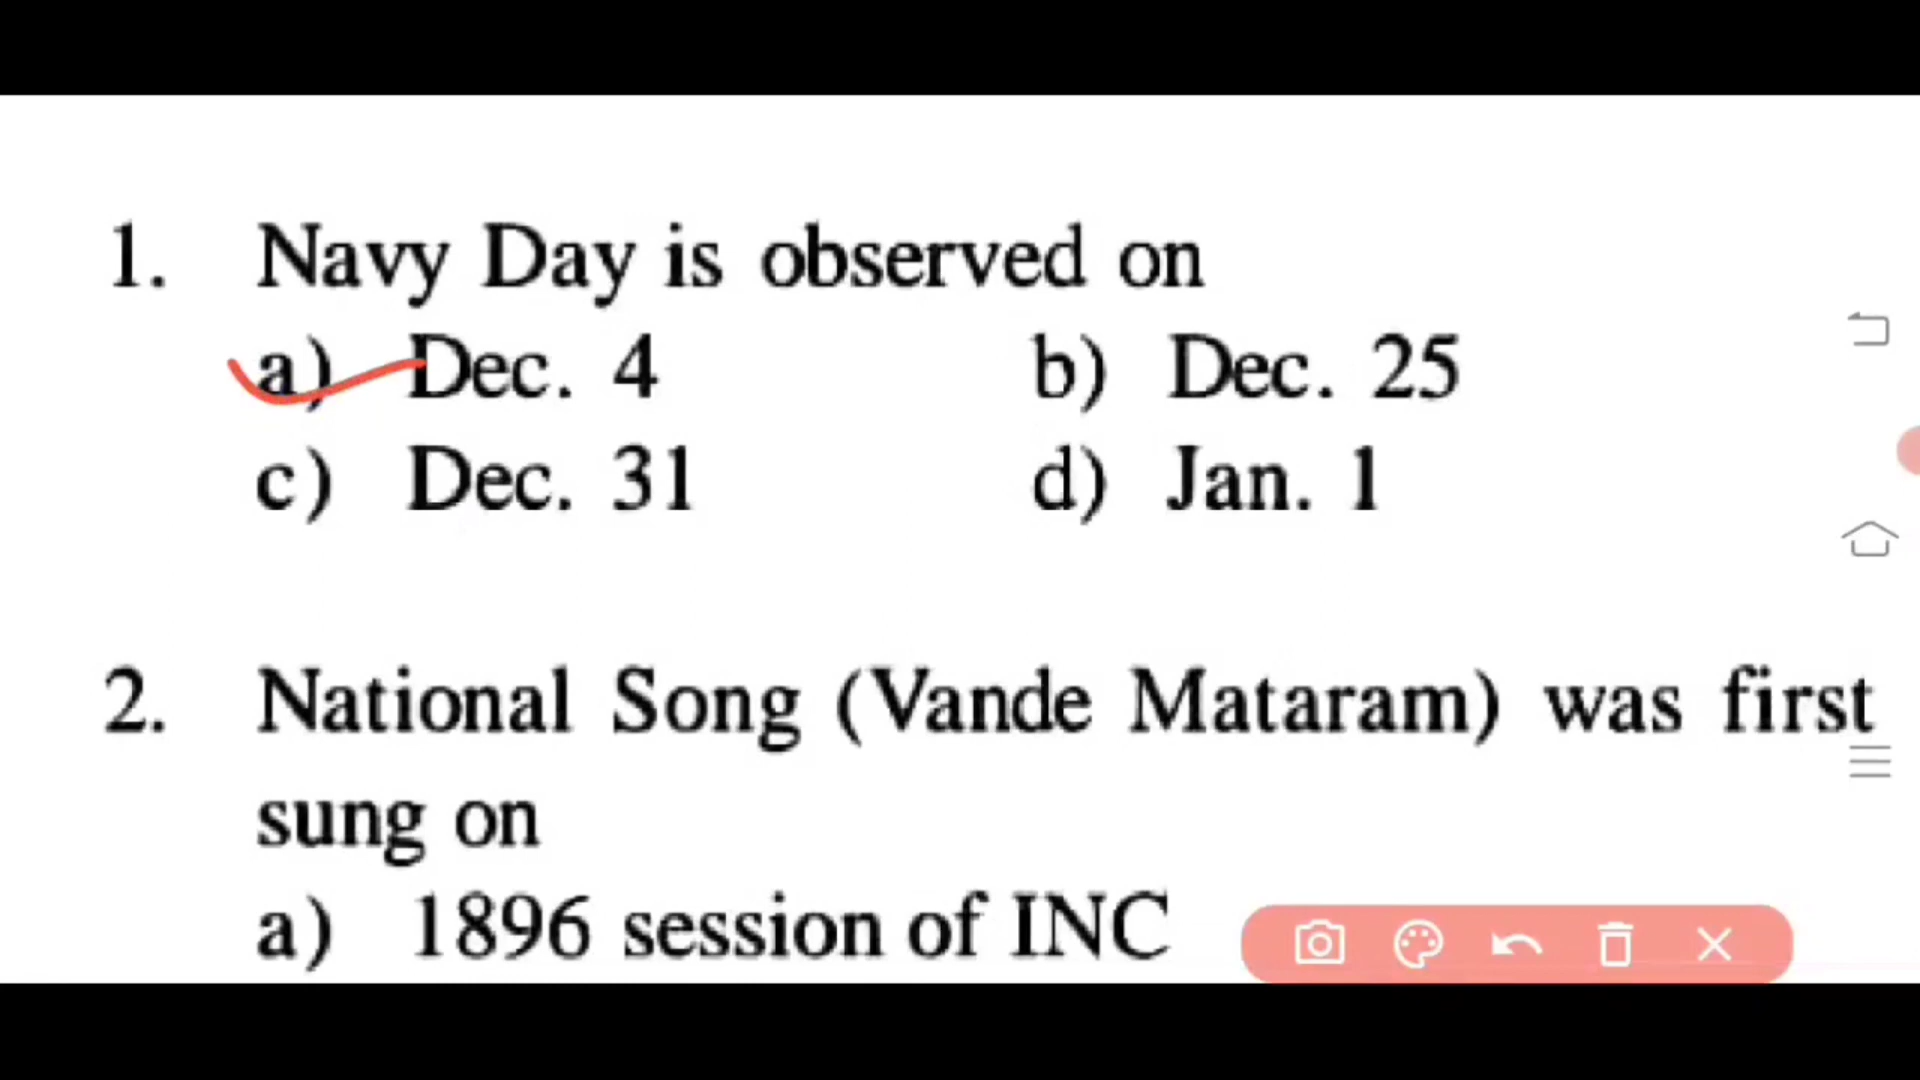 1. Navy Day is observed on
a) Dec. 4 b) Dec. 25
c) Dec. 31 d) Jan. 1
2. National Song (Vande Mataram) was first
sung on
a) 1896 session of INC